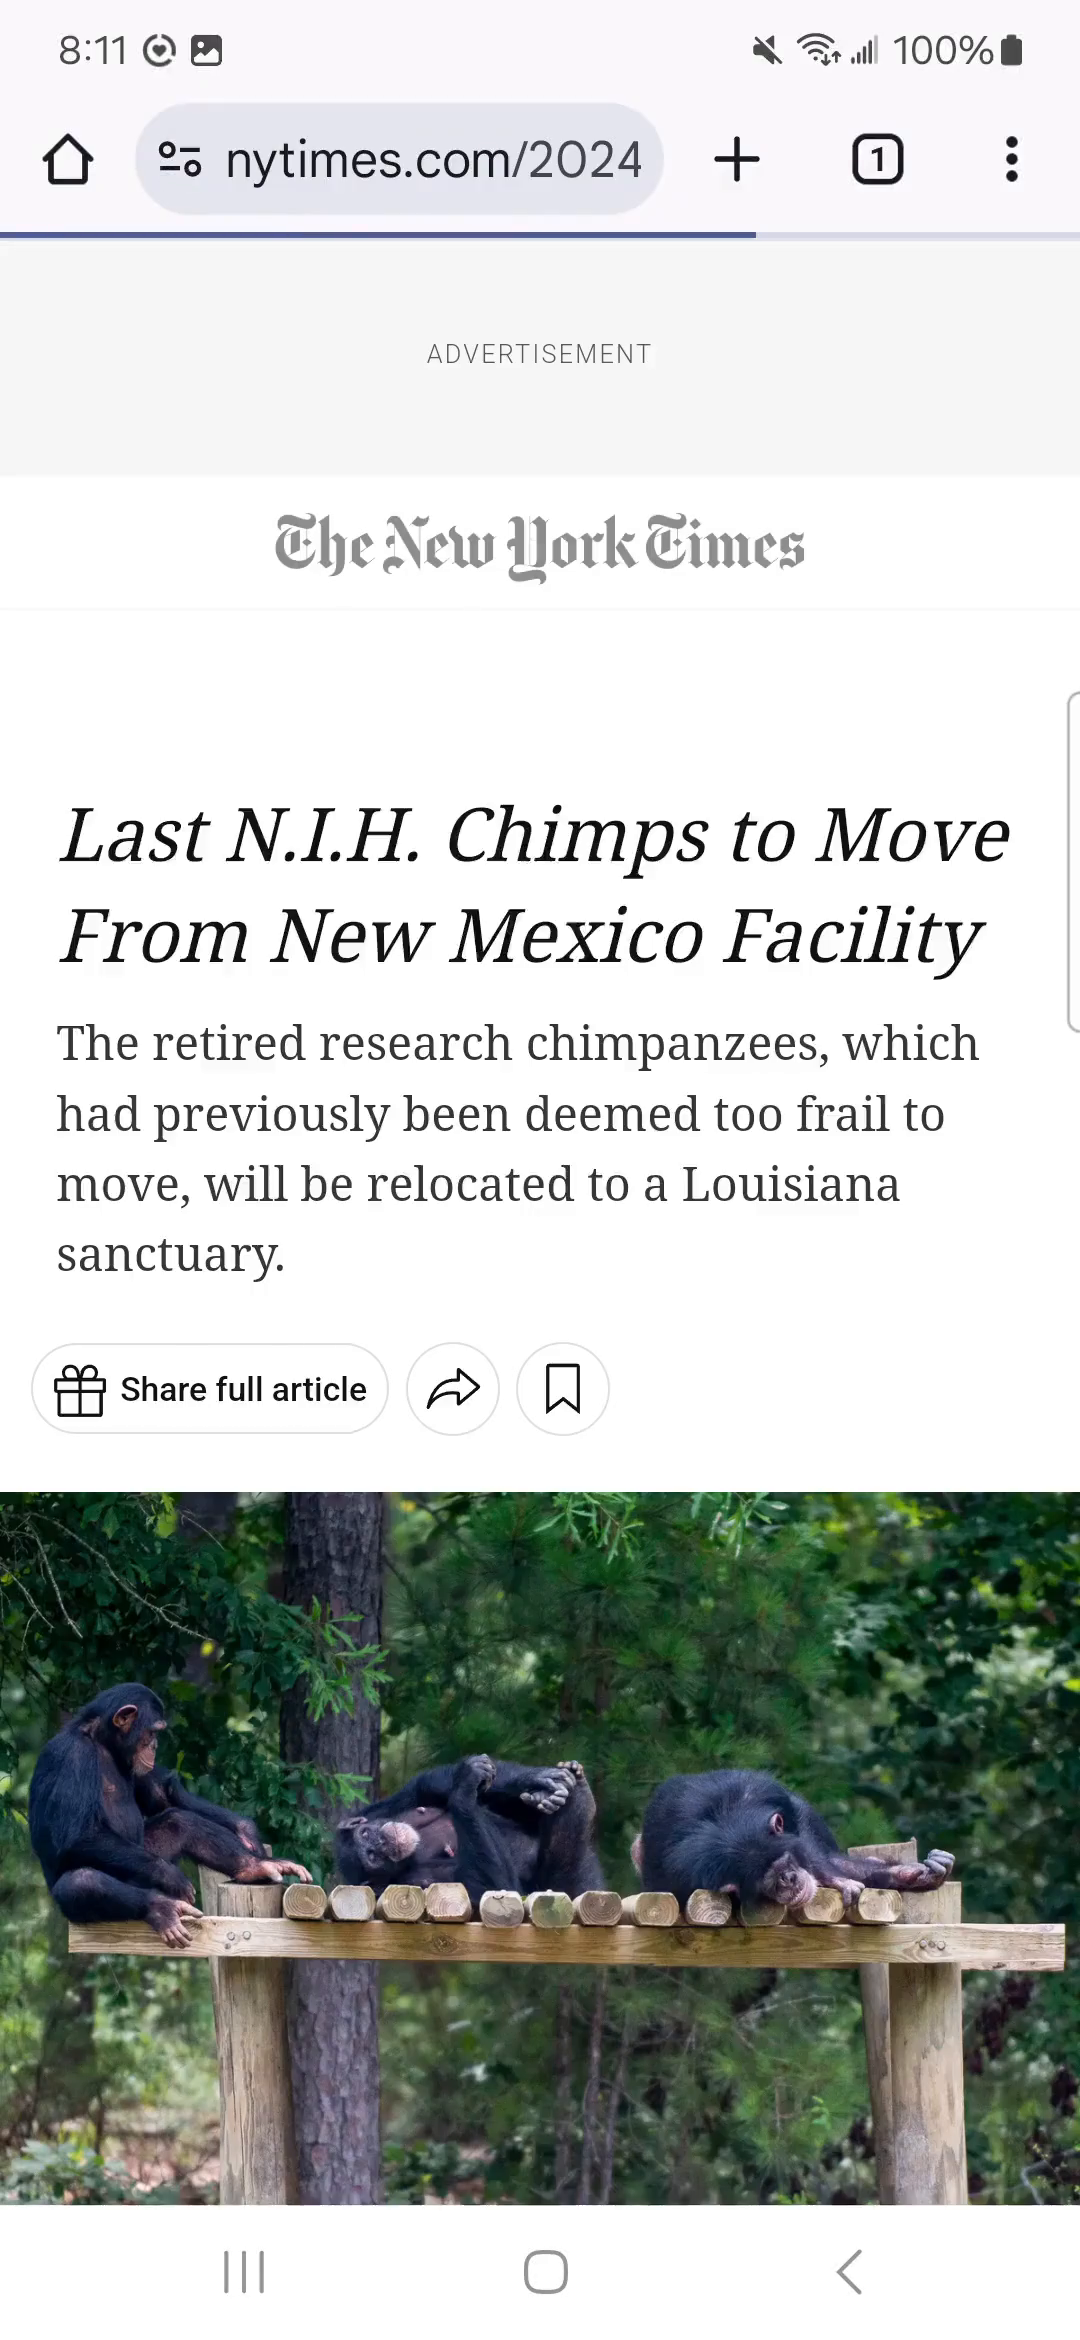 8:11
100%
nytimes.com/2024
1
ADVERTISEMENT
The New York Times
Last N.I.H. Chimps to Move
From New Mexico Facility
The retired research chimpanzees, which
had previously been deemed too frail to
move, will be relocated to a Louisiana
sanctuary.
Share full article